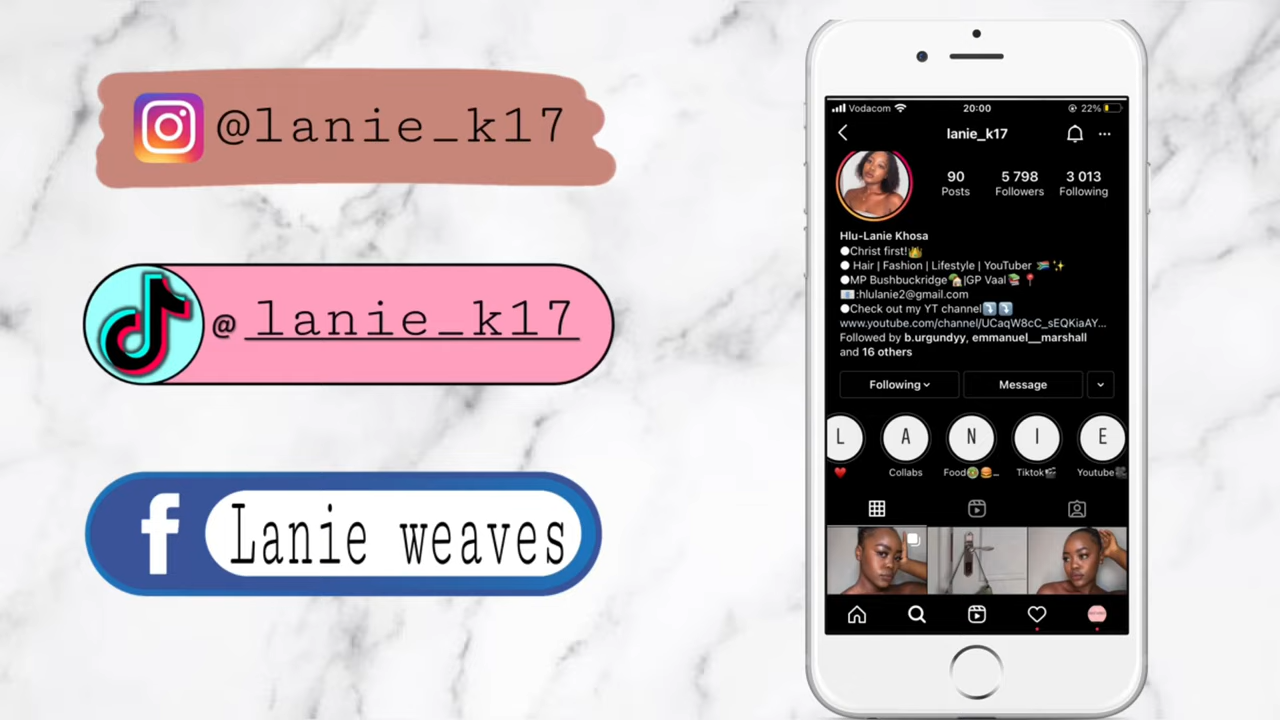 @lanie_k17
@ lanie_k17
f Lanie weaves
Vodacom 20:00 22%
lanie_k17
90 5 798 3 013
Posts Followers Following
Hlu-Lanie Khosa
Christ first!👑
Hair | Fashion | Lifestyle | YouTuber 🇿🇦✨
MP Bushbuckridge🏡|GP Vaal📚📍
📧:hlulanie2@gmail.com
Check out my YT channel⤵️⤵️
www.youtube.com/channel/UCaqW8cC_sEQKiaAY...
Followed by b.urgundyy, emmanuel__marshall
and 16 others
Following Message
L A N I E
❤️ Collabs Food🥝🍔... Tiktok🎬 Youtube